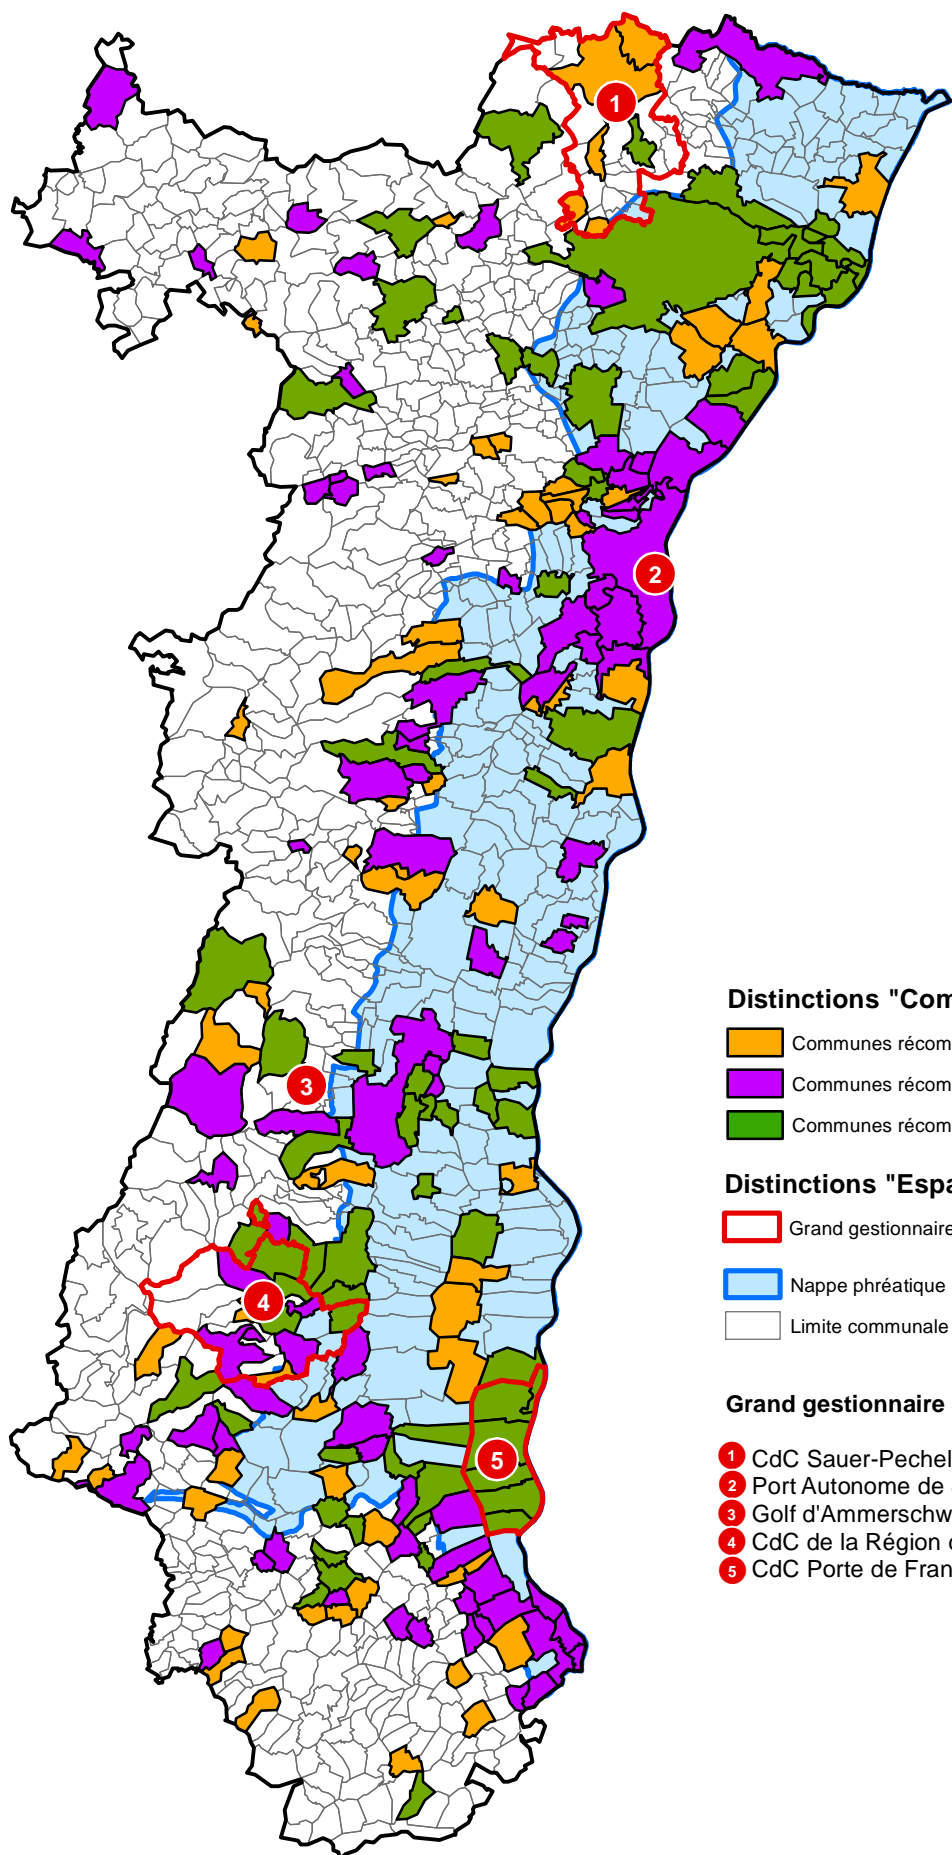 1
2
3
4
5
Distinctions "Com
Communes récom
Communes récom
Communes récom
Distinctions "Espa
Grand gestionnaire
Nappe phréatique
Limite communale
Grand gestionnaire
1 CdC Sauer-Pechel
2 Port Autonome de
3 Golf d'Ammerschw
4 CdC de la Région
5 CdC Porte de Fran